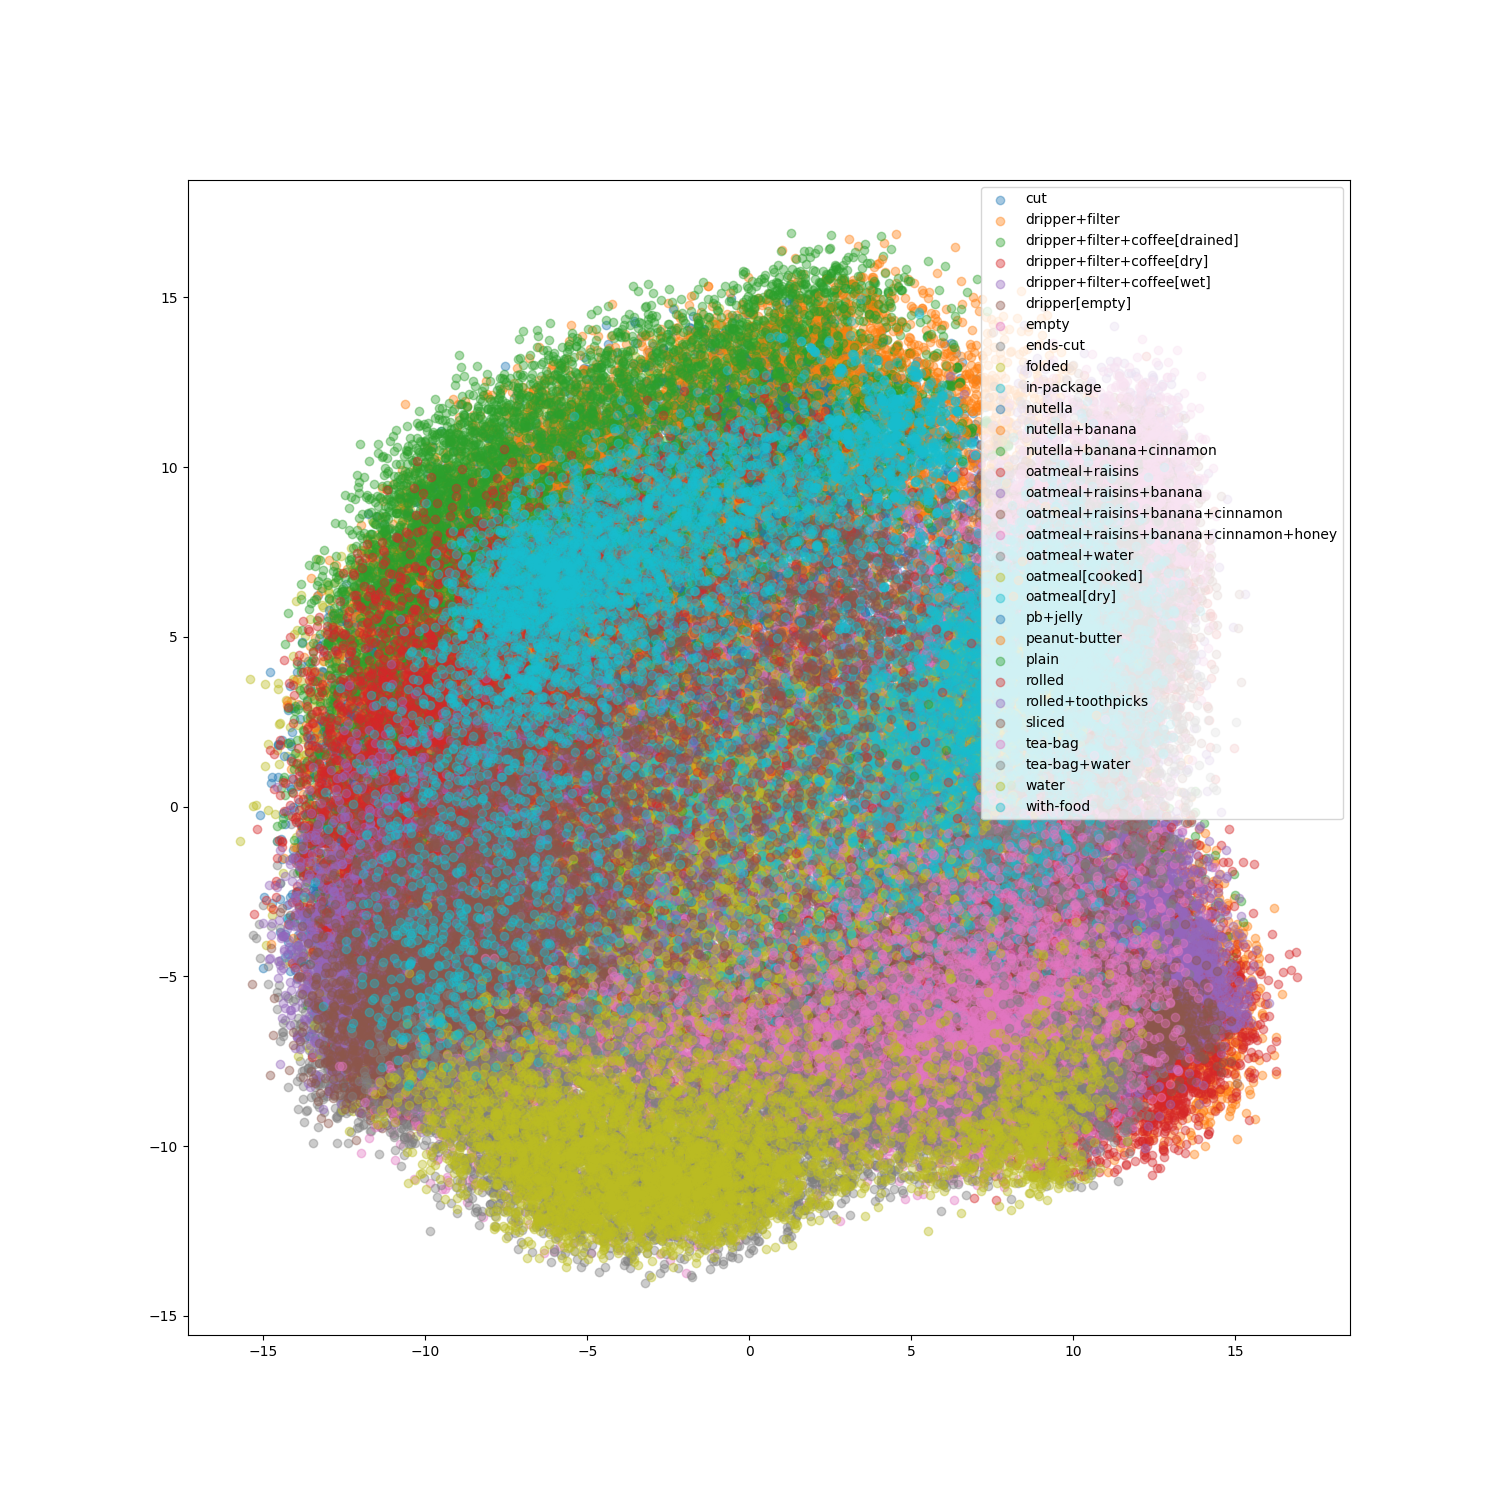 cut
dripper+filter
dripper+filter+coffee[drained]
dripper+filter+coffee[dry]
dripper+filter+coffee[wet]
dripper[empty]
empty
ends-cut
folded
in-package
nutella
nutella+banana
nutella+banana+cinnamon
oatmeal+raisins
oatmeal+raisins+banana
oatmeal+raisins+banana+cinnamon
oatmeal+raisins+banana+cinnamon+honey
oatmeal+water
oatmeal[cooked]
oatmeal[dry]
pb+jelly
peanut-butter
plain
rolled
rolled+toothpicks
sliced
tea-bag
tea-bag+water
water
with-food
15
10
5
0
−5
−10
−15
−15 −10 −5 0 5 10 15